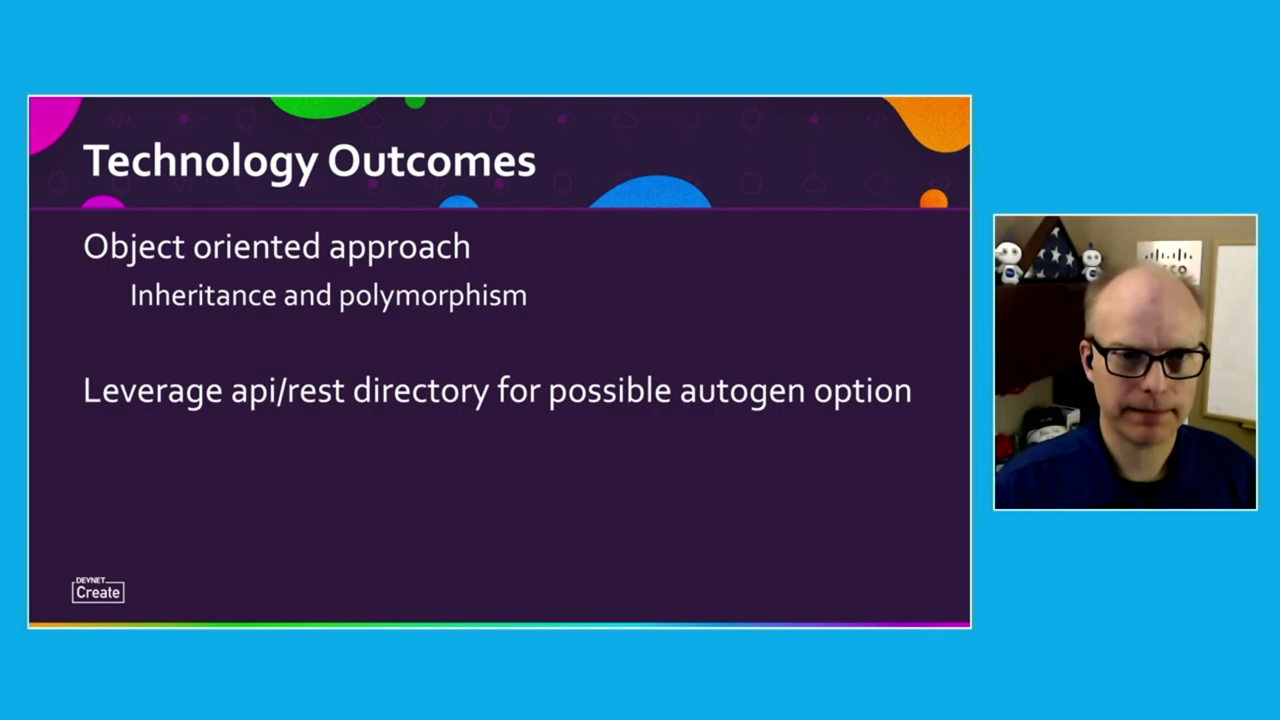 Technology Outcomes
Object oriented approach
Inheritance and polymorphism
Leverage api/rest directory for possible autogen option
DEVNET
Create